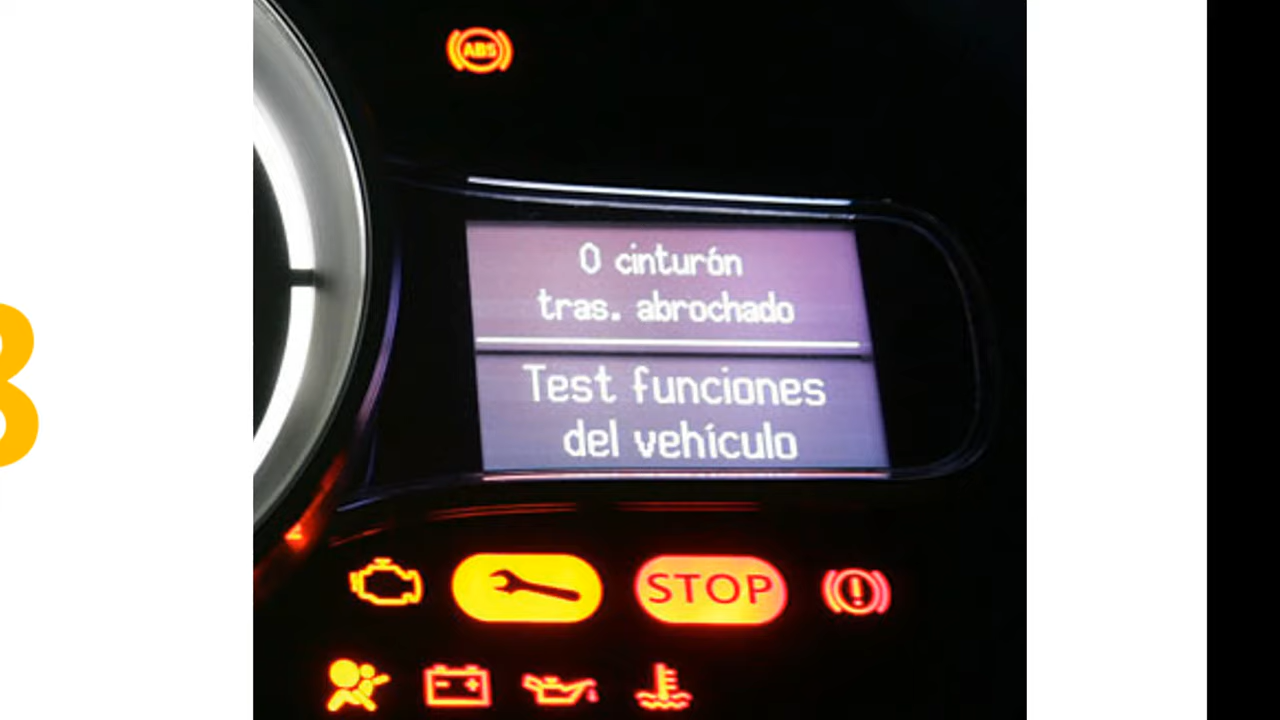 ABS
0 cinturón
tras. abrochado
Test funciones
del vehículo
STOP